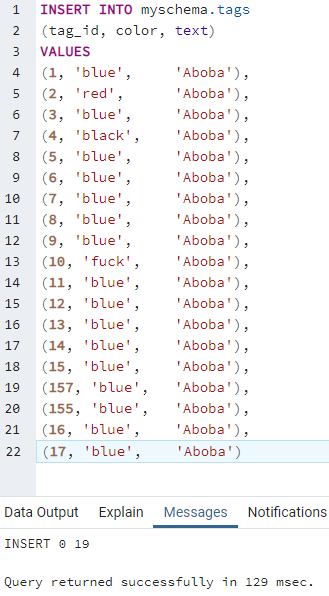 1 INSERT INTO myschema.tags
2 (tag_id, color, text)
3 VALUES
4 (1, 'blue', 'Aboba'),
5 (2, 'red', 'Aboba'),
6 (3, 'blue', 'Aboba'),
7 (4, 'black', 'Aboba'),
8 (5, 'blue', 'Aboba'),
9 (6, 'blue', 'Aboba'),
10 (7, 'blue', 'Aboba'),
11 (8, 'blue', 'Aboba'),
12 (9, 'blue', 'Aboba'),
13 (10, 'fuck', 'Aboba'),
14 (11, 'blue', 'Aboba'),
15 (12, 'blue', 'Aboba'),
16 (13, 'blue', 'Aboba'),
17 (14, 'blue', 'Aboba'),
18 (15, 'blue', 'Aboba'),
19 (157, 'blue', 'Aboba'),
20 (155, 'blue', 'Aboba'),
21 (16, 'blue', 'Aboba'),
22 (17, 'blue', 'Aboba')
Data Output Explain Messages Notifications
INSERT 0 19
Query returned successfully in 129 msec.